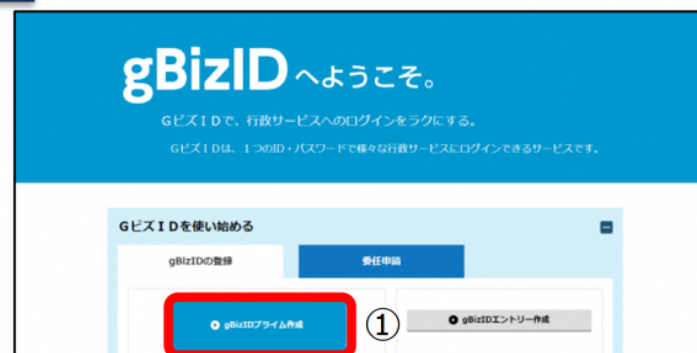 gBizIDへようこそ。
GビズIDで、行政サービスへのログインをラクにする。
GビズIDは、1つのID・パスワードで様々な行政サービスにログインできるサービスです。
GビズIDを使い始める
gBizIDの登録
委任申請
gBizIDプライム作成
①
gBizIDエントリー作成